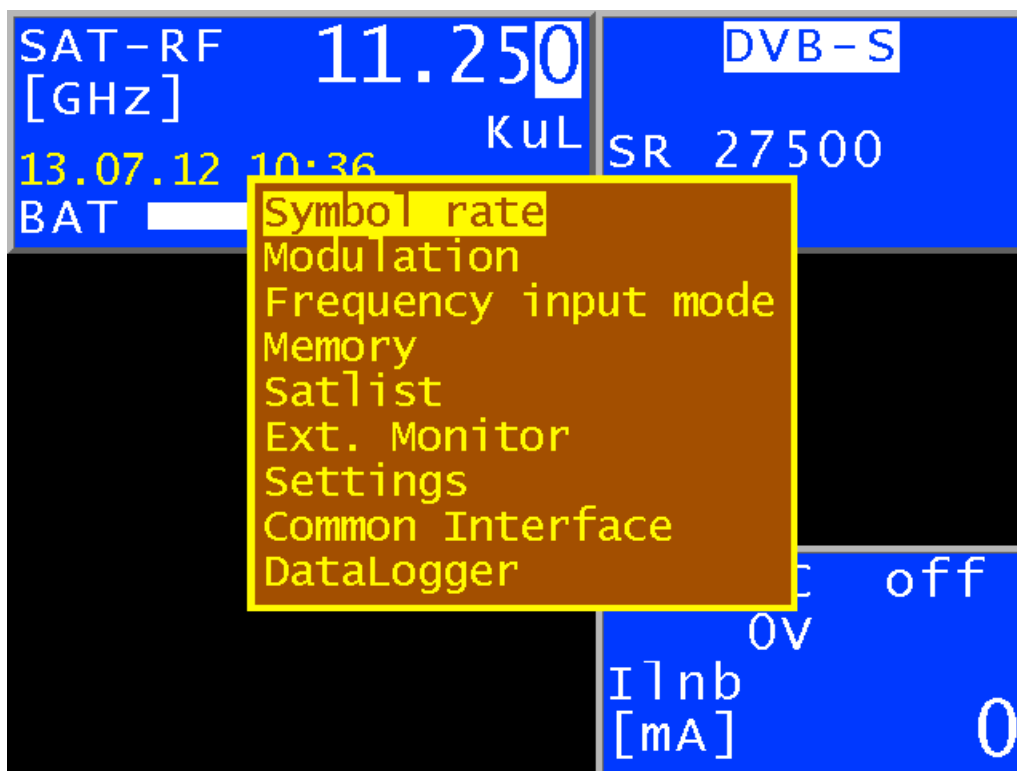 SAT-RF 11.250
[GHz]
KuL
13.07.12 10:36
BAT
DVB-S
SR 27500
Symbol rate
Modulation
Frequency input mode
Memory
Satlist
Ext. Monitor
Settings
Common Interface
DataLogger
off
0V
Ilnb
[mA] 0